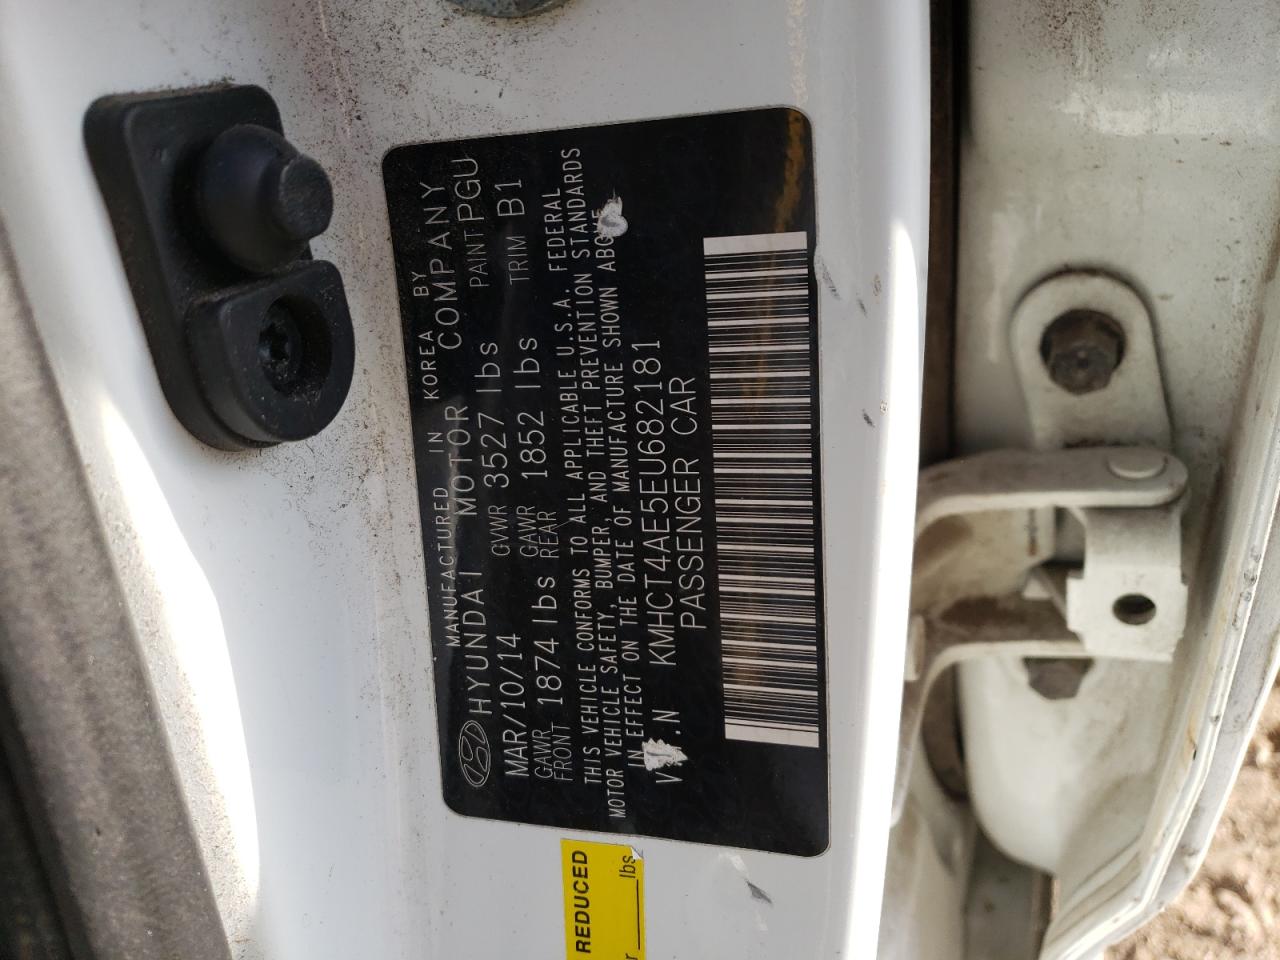 MANUFACTURED IN KOREA BY
HYUNDAI MOTOR COMPANY
MAR/10/14 GVWR 3527 lbs PAINT PGU
GAWR FRONT 1874 lbs GAWR REAR 1852 lbs TRIM B1
THIS VEHICLE CONFORMS TO ALL APPLICABLE U.S.A. FEDERAL
MOTOR VEHICLE SAFETY, BUMPER, AND THEFT PREVENTION STANDARDS
IN EFFECT ON THE DATE OF MANUFACTURE SHOWN
V .N KMHCT4AE5EU682181
PASSENGER CAR
REDUCED
lbs